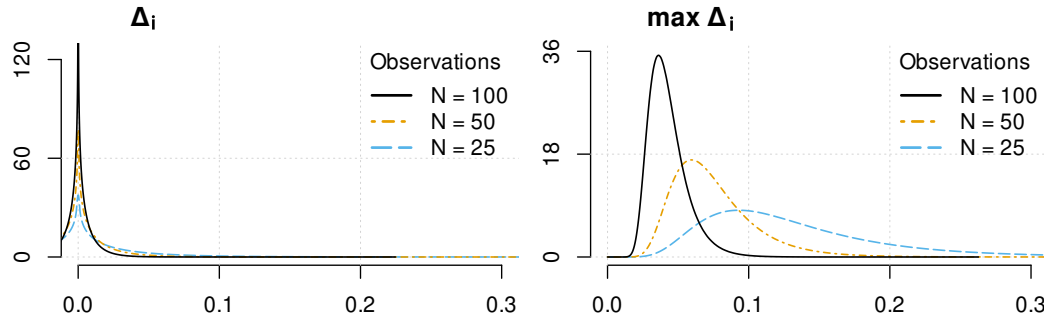 Δi
120
60
0
0.0 0.1 0.2 0.3
Observations
N = 100
N = 50
N = 25
max Δi
36
18
0
0.0 0.1 0.2 0.3
Observations
N = 100
N = 50
N = 25